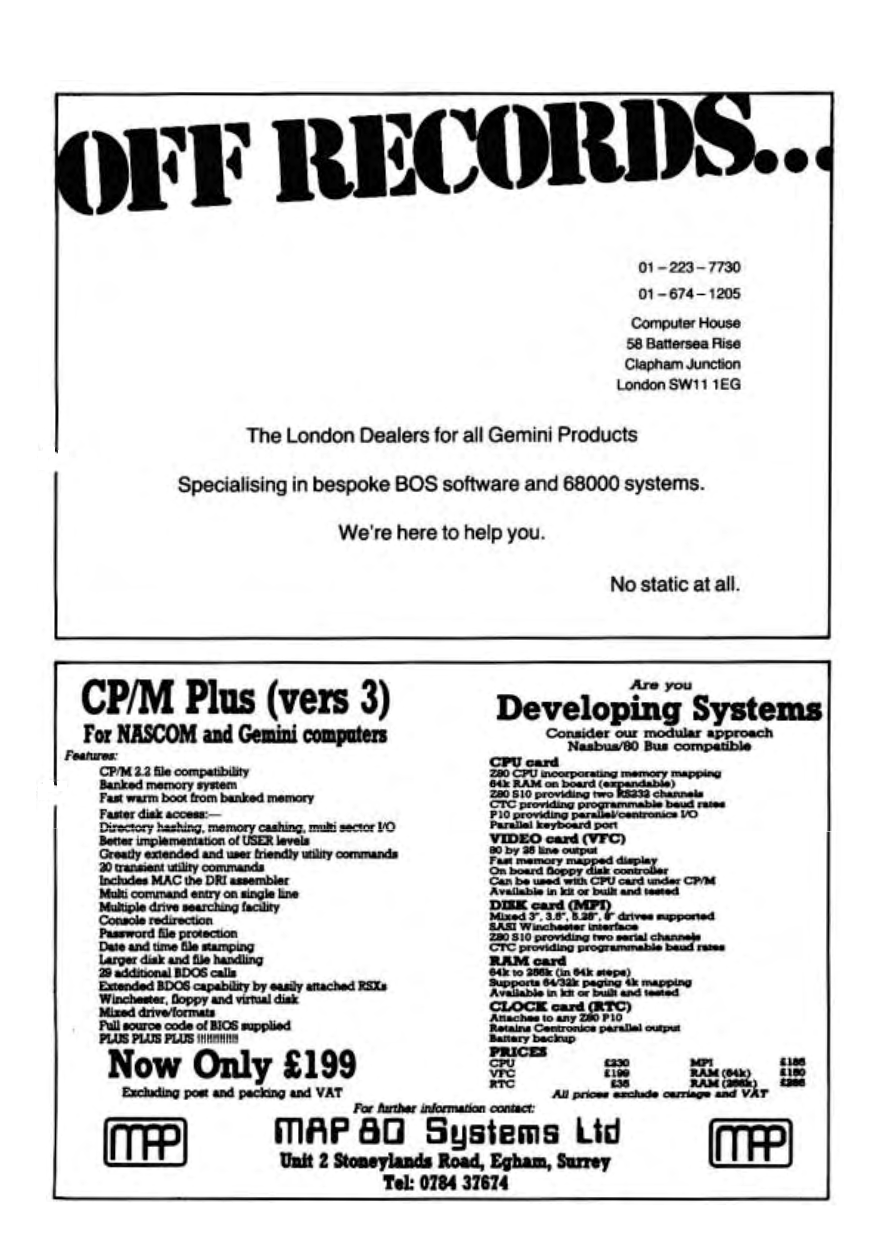 OFF RECORDS...
01 – 223 – 7730
01 – 674 – 1205
Computer House
58 Battersea Rise
Clapham Junction
London SW11 1EG
The London Dealers for all Gemini Products
Specialising in bespoke BOS software and 68000 systems.
We're here to help you.
No static at all.
CP/M Plus (vers 3)
For NASCOM and Gemini computers
Features:
CP/M 2.2 file compatibility
Banked memory system
Fast warm boot from banked memory
Faster disk access:—
Directory hashing, memory cashing, multi sector I/O
Better implementation of USER levels
Greatly extended and user friendly utility commands
20 transient utility commands
Includes MAC the DRI assembler
Multi command entry on single line
Multiple drive searching facility
Console redirection
Password file protection
Date and time file stamping
Larger disk and file handling
29 additional BDOS calls
Extended BDOS capability by easily attached RSXs
Winchester, floppy and virtual disk
Mixed drive/formats
Full source code of BIOS supplied
PLUS PLUS PLUS
Now Only £199
Excluding post and packing and VAT
Are you
Developing Systems
Consider our modular approach
Nasbus/80 Bus compatible
CPU card
Z80 CPU incorporating memory mapping
64k RAM on board (expandable)
Z80 S10 providing two RS232 channels
CTC providing programmable baud rates
P10 providing parallel/centronics I/O
Parallel keyboard port
VIDEO card (VFC)
80 by 25 line output
Fast memory mapped display
On board floppy disk controller
Can be used with CPU card under CP/M
Available in kit or built and tested
DISK card (MPI)
Mixed 3", 3.5", 5.25", 8" drives supported
SASI Winchester interface
Z80 S10 providing two serial channels
CTC providing programmable baud rates
RAM card
64k to 256k (in 64k steps)
Supports 64/32k paging 4k mapping
Available in kit or built and tested
CLOCK card (RTC)
Attaches to any Z80 P10
Retains Centronics parallel output
Battery backup
PRICES
CPU £230 MPI
VFC £199 RAM (64k)
RTC £35 RAM (256k)
All prices exclude carriage and VAT
For further information contact:
MAP MAP 80 Systems Ltd MAP
Unit 2 Stoneylands Road, Egham, Surrey
Tel: 0784 37674